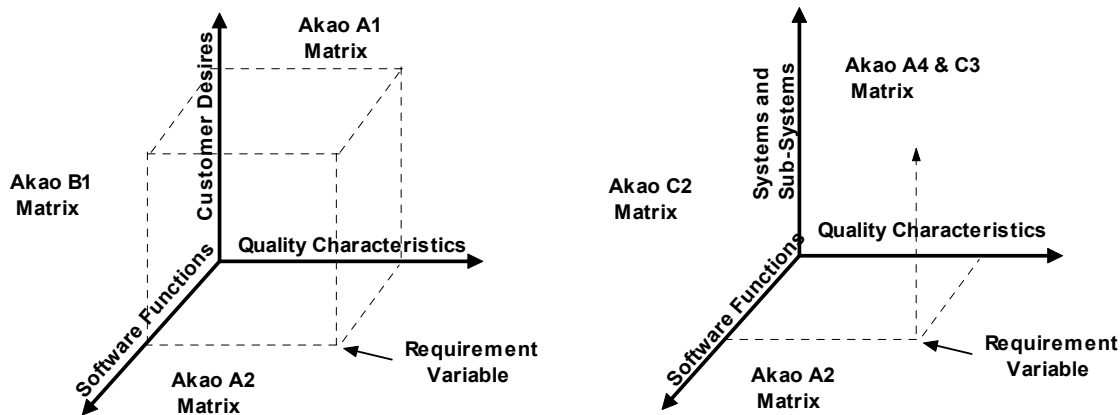 Akao A1
Matrix
Customer Desires
Akao B1
Matrix
Quality Characteristics
Software Functions
Akao A2
Matrix
Requirement
Variable
Akao A4 & C3
Matrix
Systems and
Sub-Systems
Akao C2
Matrix
Quality Characteristics
Software Functions
Akao A2
Matrix
Requirement
Variable